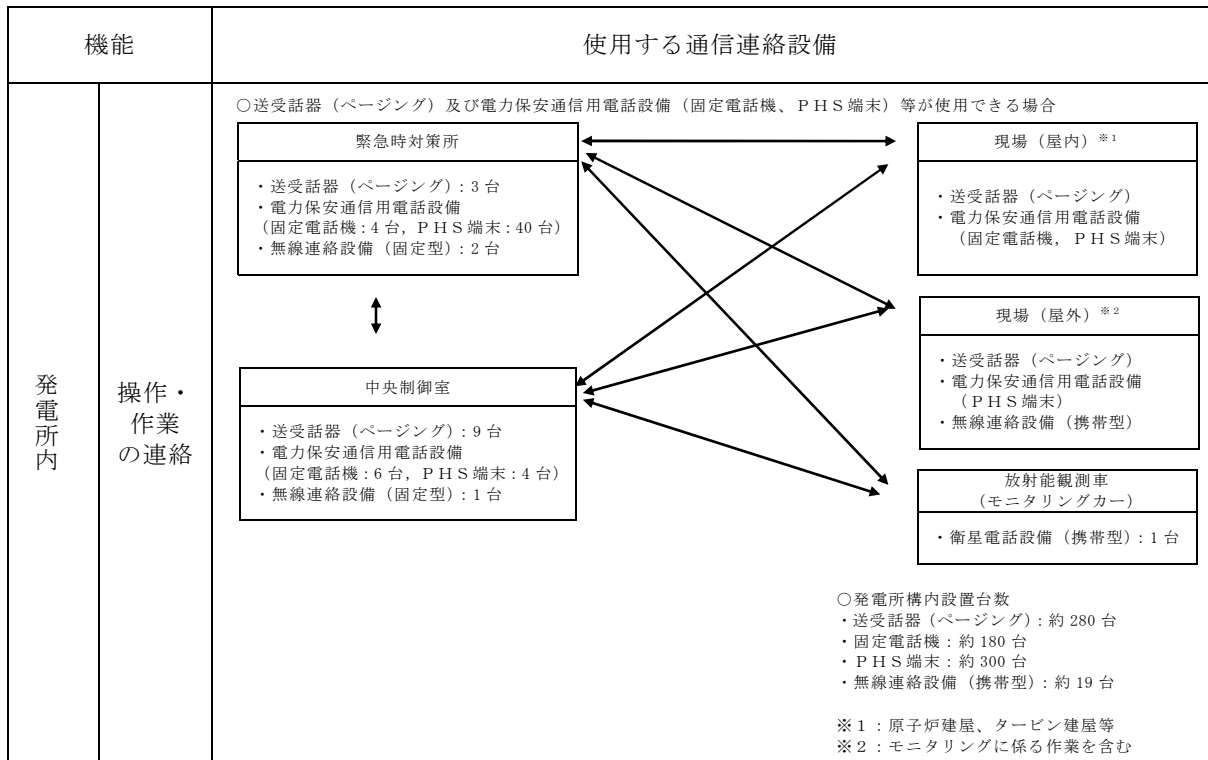 機能
使用する通信連絡設備
発電所内
操作・
作業
の連絡
○送受話器（ページング）及び電力保安通信用電話設備（固定電話機、ＰＨＳ端末）等が使用できる場合
緊急時対策所
・送受話器（ページング）：3 台
・電力保安通信用電話設備
（固定電話機：4 台，ＰＨＳ端末：40 台）
・無線連絡設備（固定型）：2 台
中央制御室
・送受話器（ページング）：9 台
・電力保安通信用電話設備
（固定電話機：6 台，ＰＨＳ端末：4 台）
・無線連絡設備（固定型）：1 台
現場（屋内）※1
・送受話器（ページング）
・電力保安通信用電話設備
（固定電話機，ＰＨＳ端末）
現場（屋外）※2
・送受話器（ページング）
・電力保安通信用電話設備
（ＰＨＳ端末）
・無線連絡設備（携帯型）
放射能観測車
（モニタリングカー）
・衛星電話設備（携帯型）：1 台
○発電所構内設置台数
・送受話器（ページング）：約 280 台
・固定電話機：約 180 台
・ＰＨＳ端末：約 300 台
・無線連絡設備（携帯型）：約 19 台
※１：原子炉建屋、タービン建屋等
※２：モニタリングに係る作業を含む